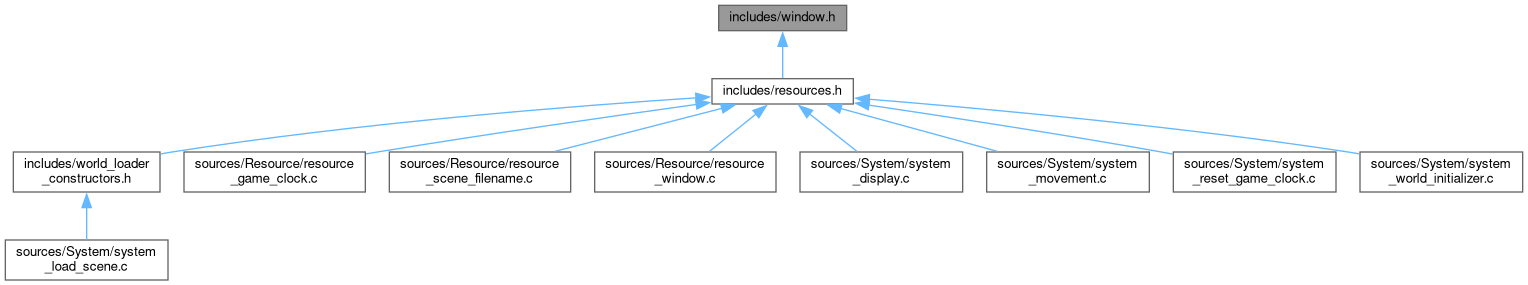 includes/window.h
includes/resources.h
includes/world_loader
_constructors.h
sources/Resource/resource
_game_clock.c
sources/Resource/resource
_scene_filename.c
sources/Resource/resource
_window.c
sources/System/system
_display.c
sources/System/system
_movement.c
sources/System/system
_reset_game_clock.c
sources/System/system
_world_initializer.c
sources/System/system
_load_scene.c